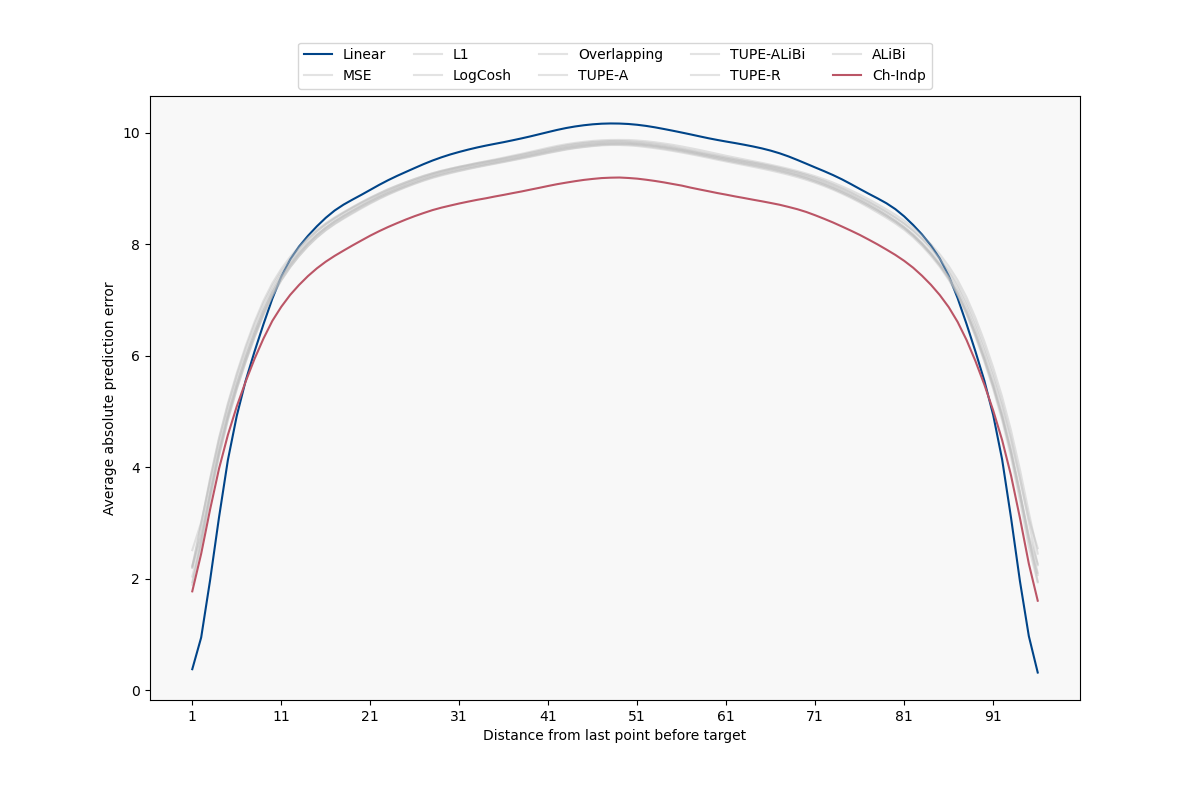 Linear L1 Overlapping TUPE-ALiBi ALiBi
MSE LogCosh TUPE-A TUPE-R Ch-Indp
10
8
6
4
2
0
Average absolute prediction error
1 11 21 31 41 51 61 71 81 91
Distance from last point before target